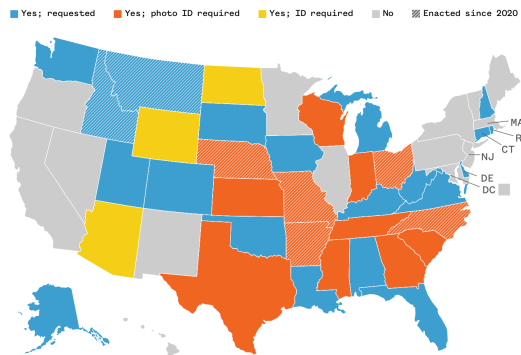 Yes; requested Yes; photo ID required Yes; ID required No Enacted since 2020
MA
R
CT
NJ
DE
DC